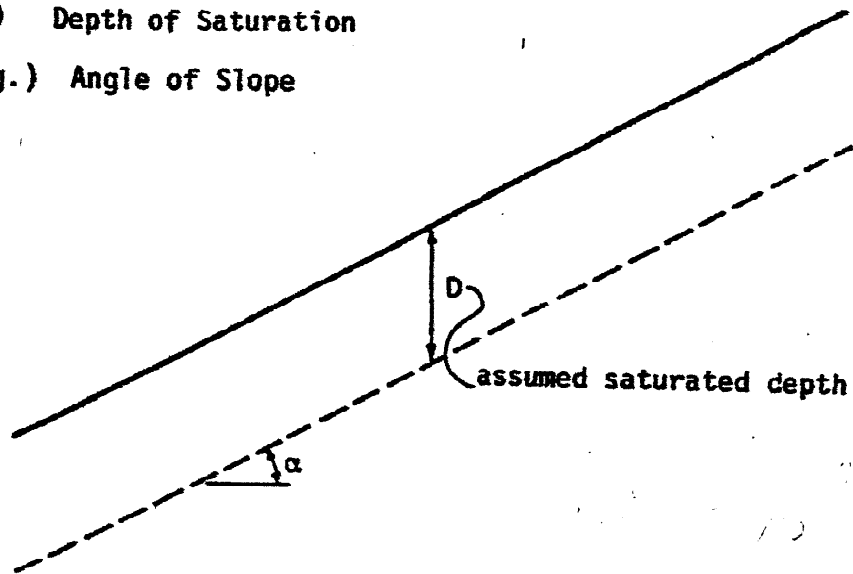 ) Depth of Saturation
g.) Angle of Slope
D
assumed saturated depth
α